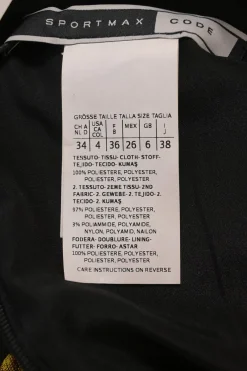 SPORTMAX CODE
GRÖSSE TAILLE TALLA SIZE TAGLIA
CH A NL D USA CA COL F B MEX GB I
34 4 36 26 6 38
TESSUTO- TISSU- CLOTH- STOFF-
TEJIDO- TECIDO- KUMAŞ
100% POLIESTERE, POLYESTER,
POLIESTER, POLYESTER
2. TESSUTO- 2EME TISSU- 2ND
FABRIC- 2. GEWEBE- 2. TEJIDO- 2.
TECIDO- 2. KUMAŞ
97% POLIESTERE, POLYESTER,
POLIESTER, POLYESTER
3% POLIAMMIDE, POLYAMIDE,
NYLON, POLYAMID, NAYLON
FODERA- DOUBLURE- LINING-
FUTTER- FORRO- ASTAR
100% POLIESTERE, POLYESTER,
POLIESTER, POLYESTER
CARE INSTRUCTIONS ON REVERSE